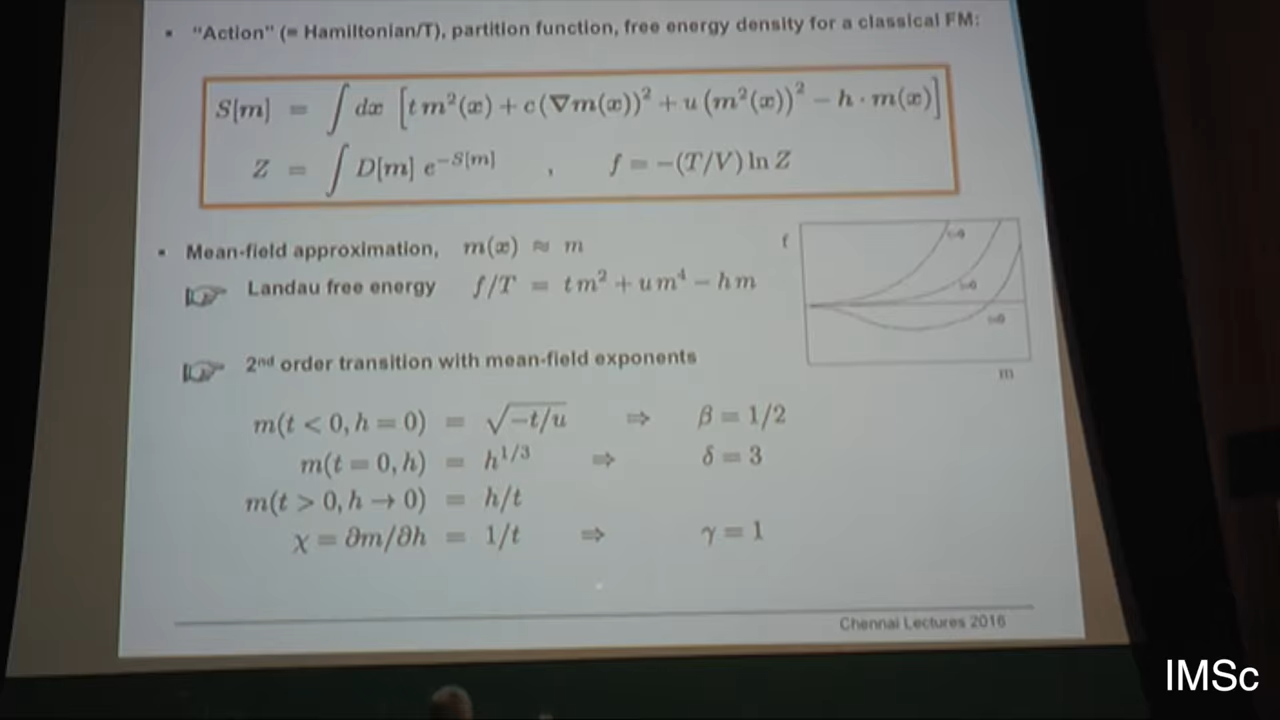 • "Action" (= Hamiltonian/T), partition function, free energy density for a classical FM:
S[m] = ∫ dx [t m²(x) + c (∇m(x))² + u (m²(x))² − h · m(x)]
Z = ∫ D[m] e^{−S[m]} , f = −(T/V) ln Z
• Mean-field approximation, m(x) ≈ m
Landau free energy f/T = t m² + u m⁴ − h m
f
m
2nd order transition with mean-field exponents
m(t < 0, h = 0) = √−t/u ⇒ β = 1/2
m(t = 0, h) = h^{1/3} ⇒ δ = 3
m(t > 0, h → 0) = h/t
χ = ∂m/∂h = 1/t ⇒ γ = 1
Chennai Lectures 2016
IMSc